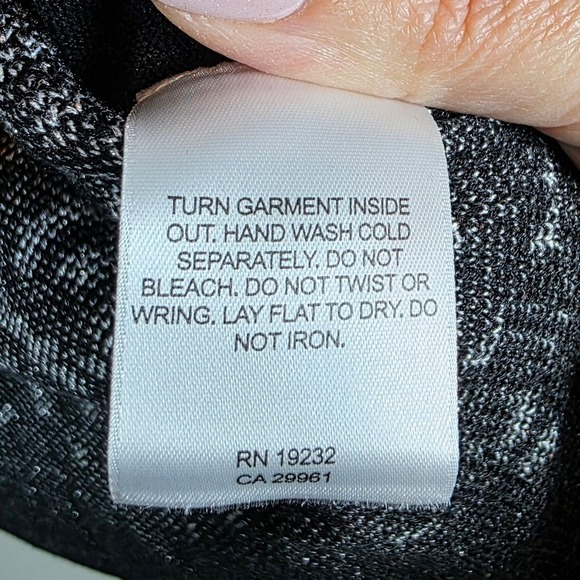 TURN GARMENT INSIDE
OUT. HAND WASH COLD
SEPARATELY. DO NOT
BLEACH. DO NOT TWIST OR
WRING. LAY FLAT TO DRY. DO
NOT IRON.
RN 19232
CA 29961